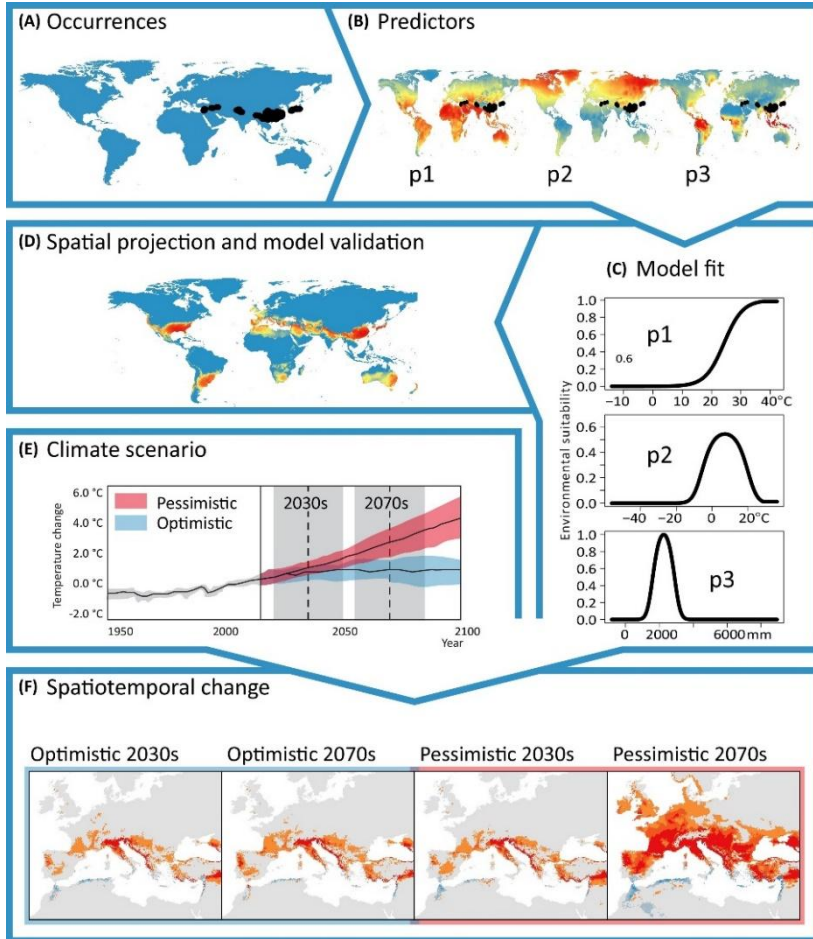 (A) Occurrences
(B) Predictors
p1
p2
p3
(D) Spatial projection and model validation
(C) Model fit
Environmental suitability
1.0
0.8
0.6
0.4
0.2
0.0
p1
0.6
−10 0 10 20 30 40°C
0.6
0.4
0.2
0.0
p2
−40 −20 0 20°C
1.0
0.8
0.6
0.4
0.2
0.0
p3
0 2000 6000mm
(E) Climate scenario
Temperature change
6.0 °C
4.0 °C
2.0 °C
0.0 °C
-2.0 °C
Pessimistic
Optimistic
2030s
2070s
1950 2000 2050 2100
Year
(F) Spatiotemporal change
Optimistic 2030s
Optimistic 2070s
Pessimistic 2030s
Pessimistic 2070s